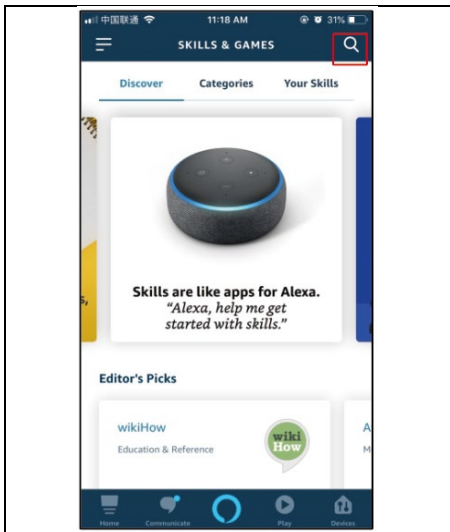 中国联通 11:18 AM 31%
SKILLS & GAMES
Discover Categories Your Skills
s,
Skills are like apps for Alexa.
“Alexa, help me get
started with skills.”
Editor's Picks
wikiHow
Education & Reference
wiki
How
A
M
Home Communicate Play Devices